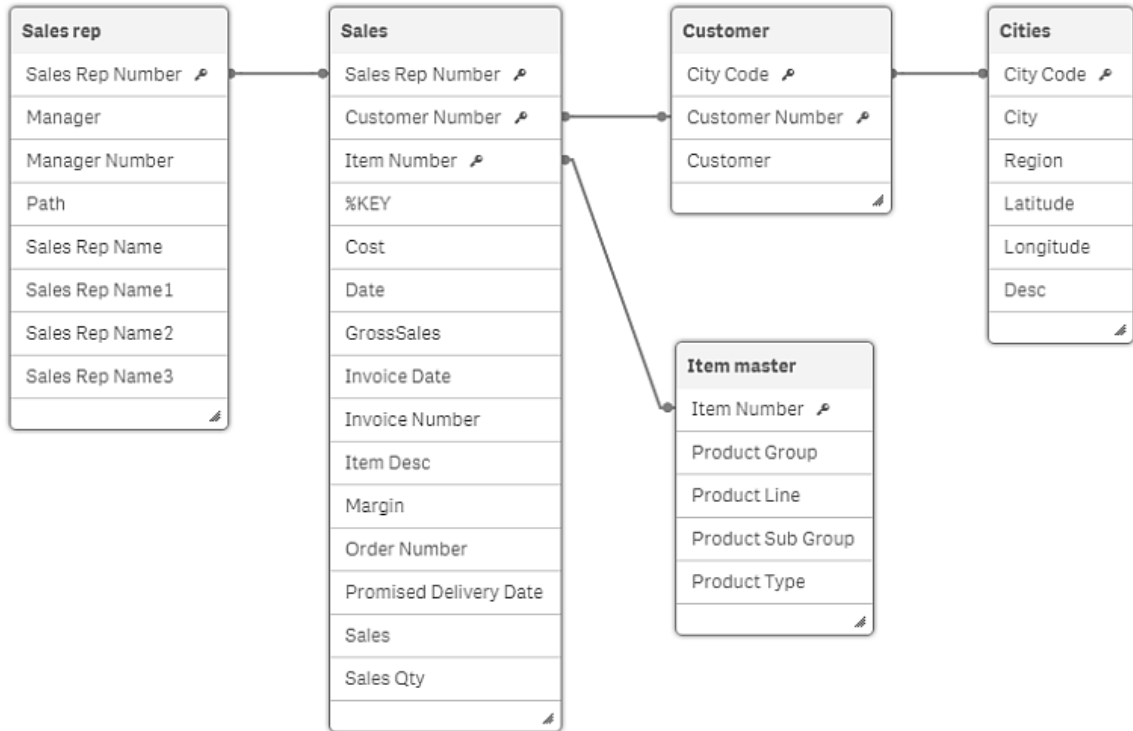 Sales rep
Sales Rep Number
Manager
Manager Number
Path
Sales Rep Name
Sales Rep Name1
Sales Rep Name2
Sales Rep Name3
Sales
Sales Rep Number
Customer Number
Item Number
%KEY
Cost
Date
GrossSales
Invoice Date
Invoice Number
Item Desc
Margin
Order Number
Promised Delivery Date
Sales
Sales Qty
Customer
City Code
Customer Number
Customer
Item master
Item Number
Product Group
Product Line
Product Sub Group
Product Type
Cities
City Code
City
Region
Latitude
Longitude
Desc